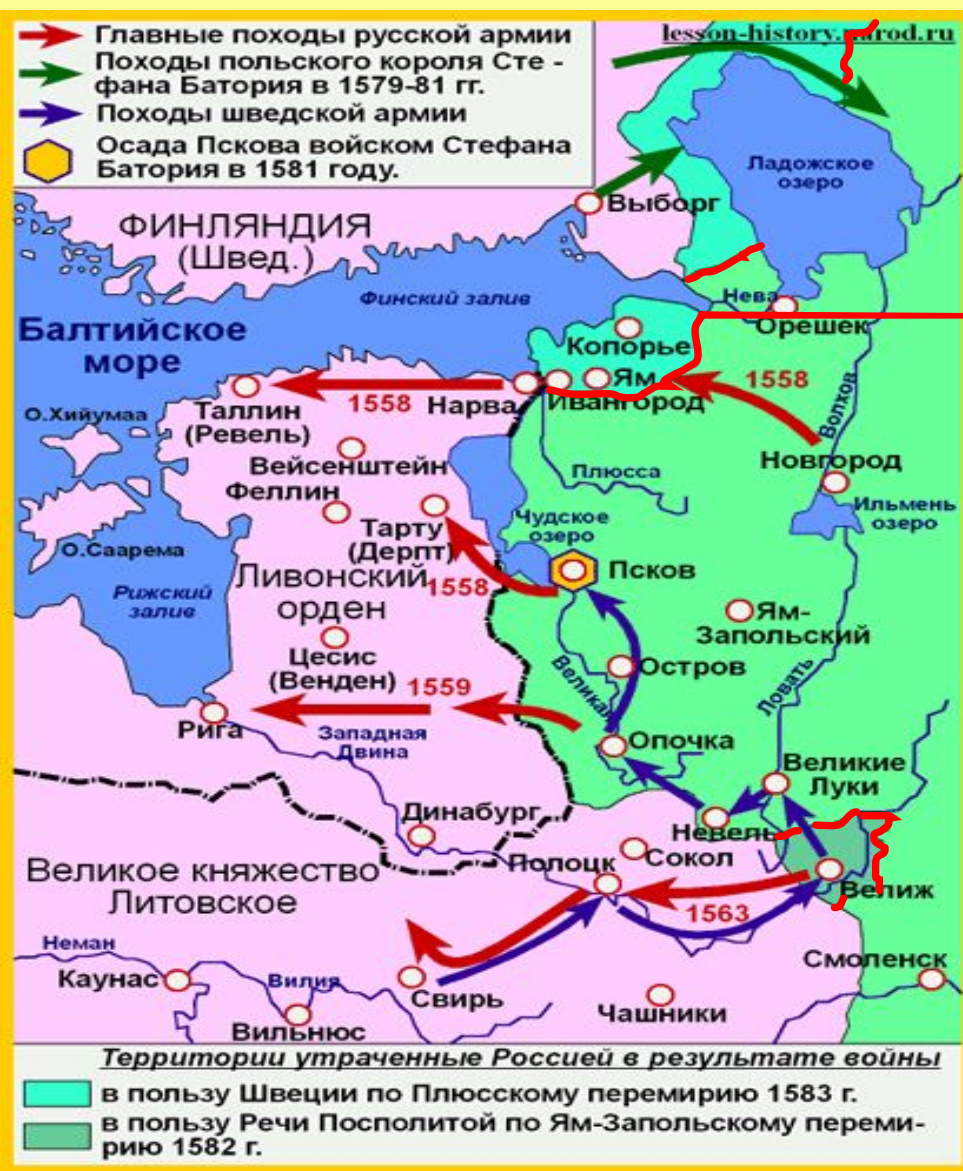 Главные походы русской армии
lesson-history.narod.ru
Походы польского короля Сте -
фана Батория в 1579-81 гг.
Походы шведской армии
Осада Пскова войском Стефана
Батория в 1581 году.
Ладожское
озеро
Выборг
ФИНЛЯНДИЯ
(Швед.)
Финский залив
Нева
Орешек
Балтийское
море
Копорье
Ям
1558
Нарва
Ивангород
1558
Волхов
О.Хийумаа
Таллин
(Ревель)
Вейсенштейн
Новгород
Плюсса
Феллин
Ильмень
озеро
Чудское
озеро
Тарту
(Дерпт)
О.Саарема
Псков
Ливонский
орден
1558
Рижский
залив
Ям-
Запольский
Цесис
(Венден)
Остров
Великая
Ловать
1559
Рига
Западная
Двина
Опочка
Великие
Луки
Динабург
Невель
Полоцк
Сокол
Великое княжество
Литовское
Велиж
1563
Неман
Смоленск
Каунас
Вилия
Свирь
Чашники
Вильнюс
Территории утраченные Россией в результате войны
в пользу Швеции по Плюсскому перемирию 1583 г.
в пользу Речи Посполитой по Ям-Запольскому переми-
рию 1582 г.